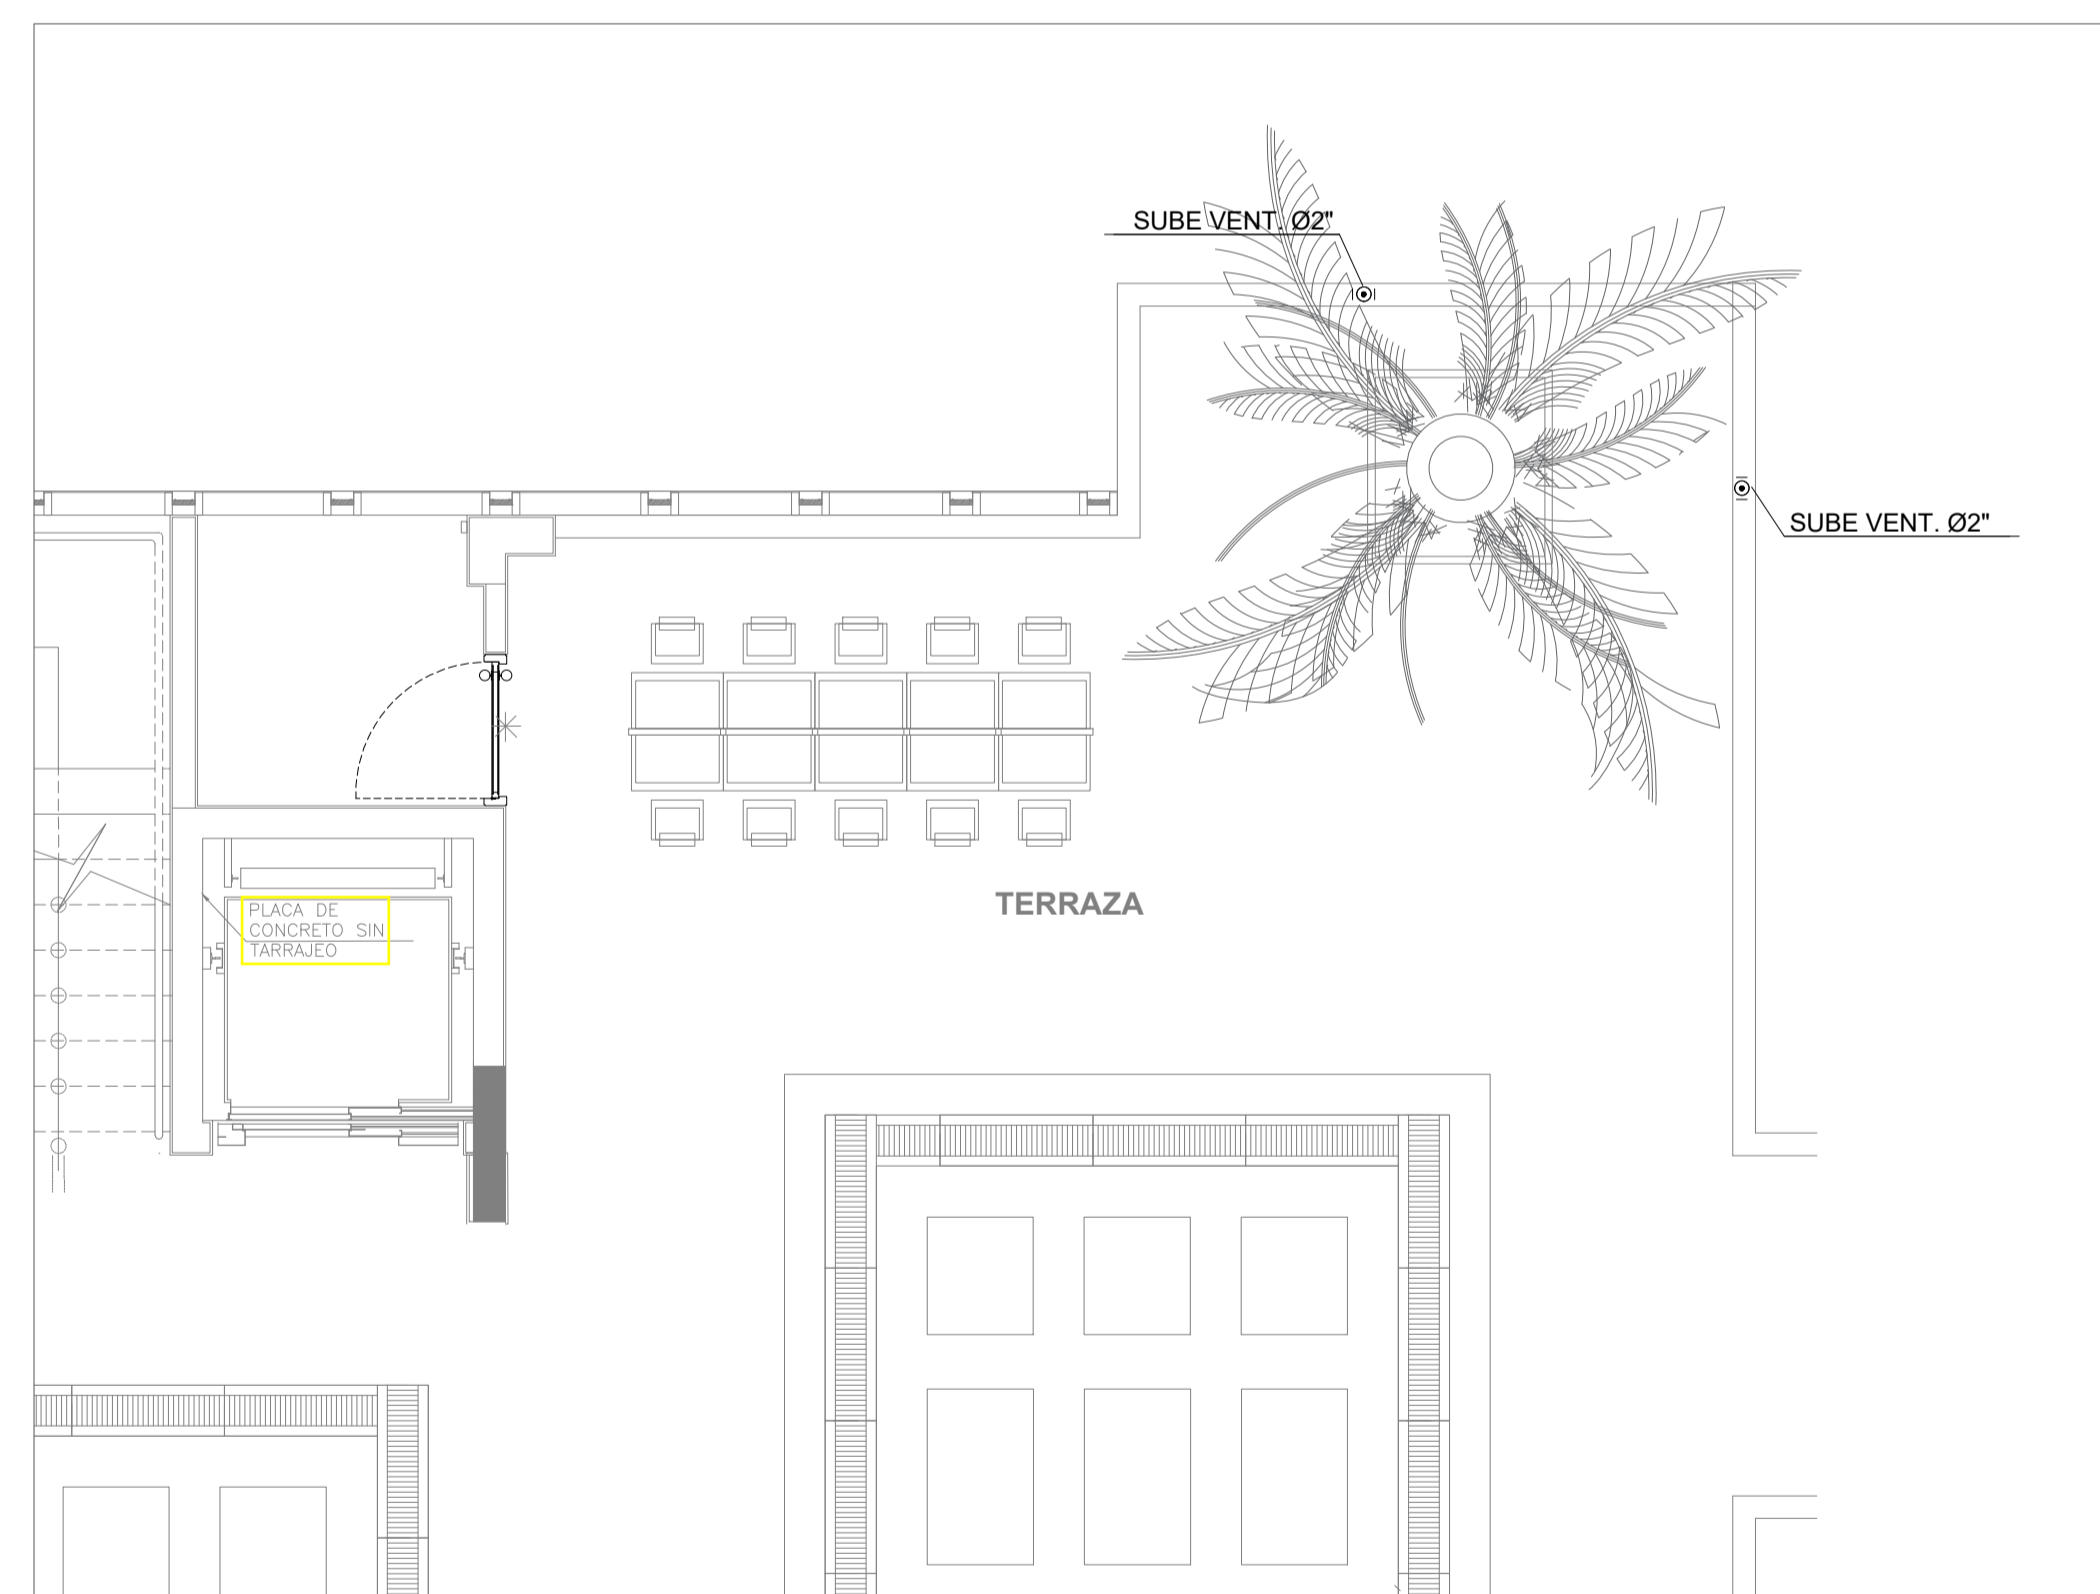 SUBE VENT. Ø2"
SUBE VENT. Ø2"
PLACA DE
CONCRETO SIN
TARRAJEO
TERRAZA